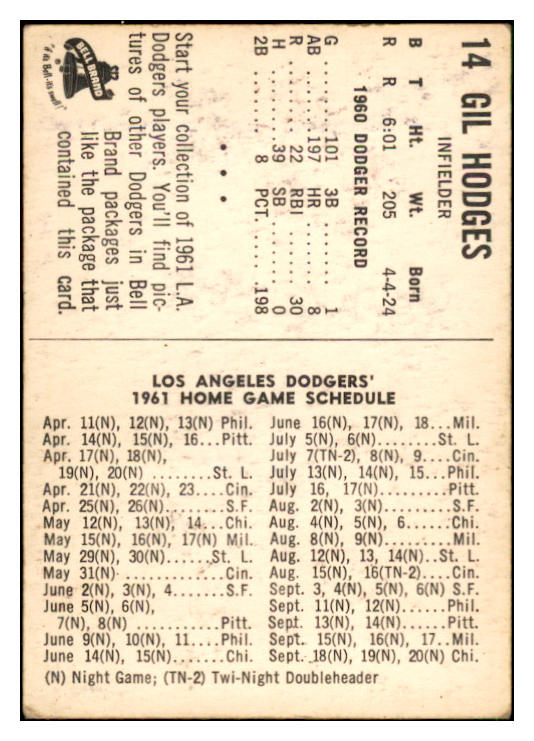 14 GIL HODGES
INFIELDER
B T Ht. Wt. Born
R R 6:01 205 4-4-24
1960 DODGER RECORD
G ....... 101 3B ......... 1
AB ..... 197 HR ......... 8
R ........ 22 RBI ....... 30
H ........ 39 SB ......... 0
2B ........ 8 PCT. .... .198
• • •
Start your collection of 1961 L.A.
Dodgers players. You'll find pic-
tures of other Dodgers in Bell
Brand packages just
like the package that
contained this card.
BELL BRAND
"If it's Bell-It's swell!"
LOS ANGELES DODGERS'
1961 HOME GAME SCHEDULE
Apr. 11(N), 12(N), 13(N) Phil.
Apr. 14(N), 15(N), 16...Pitt.
Apr. 17(N), 18(N),
19(N), 20(N) ........St. L.
Apr. 21(N), 22(N), 23....Cin.
Apr. 25(N), 26(N)........S.F.
May 12(N), 13(N), 14...Chi.
May 15(N), 16(N), 17(N) Mil.
May 29(N), 30(N)......St. L.
May 31(N) ..............Cin.
June 2(N), 3(N), 4.......S.F.
June 5(N), 6(N),
7(N), 8(N) .............Pitt.
June 9(N), 10(N), 11....Phil.
June 14(N), 15(N).......Chi.
June 16(N), 17(N), 18...Mil.
July 5(N), 6(N)........St. L.
July 7(TN-2), 8(N), 9....Cin.
July 13(N), 14(N), 15...Phil.
July 16, 17(N)..........Pitt.
Aug. 2(N), 3(N)..........S.F.
Aug. 4(N), 5(N), 6......Chi.
Aug. 8(N), 9(N).........Mil.
Aug. 12(N), 13, 14(N)..St. L.
Aug. 15(N), 16(TN-2)....Cin.
Sept. 3, 4(N), 5(N), 6(N) S.F.
Sept. 11(N), 12(N)......Phil.
Sept. 13(N), 14(N)......Pitt.
Sept. 15(N), 16(N), 17..Mil.
Sept. 18(N), 19(N), 20(N) Chi.
(N) Night Game; (TN-2) Twi-Night Doubleheader